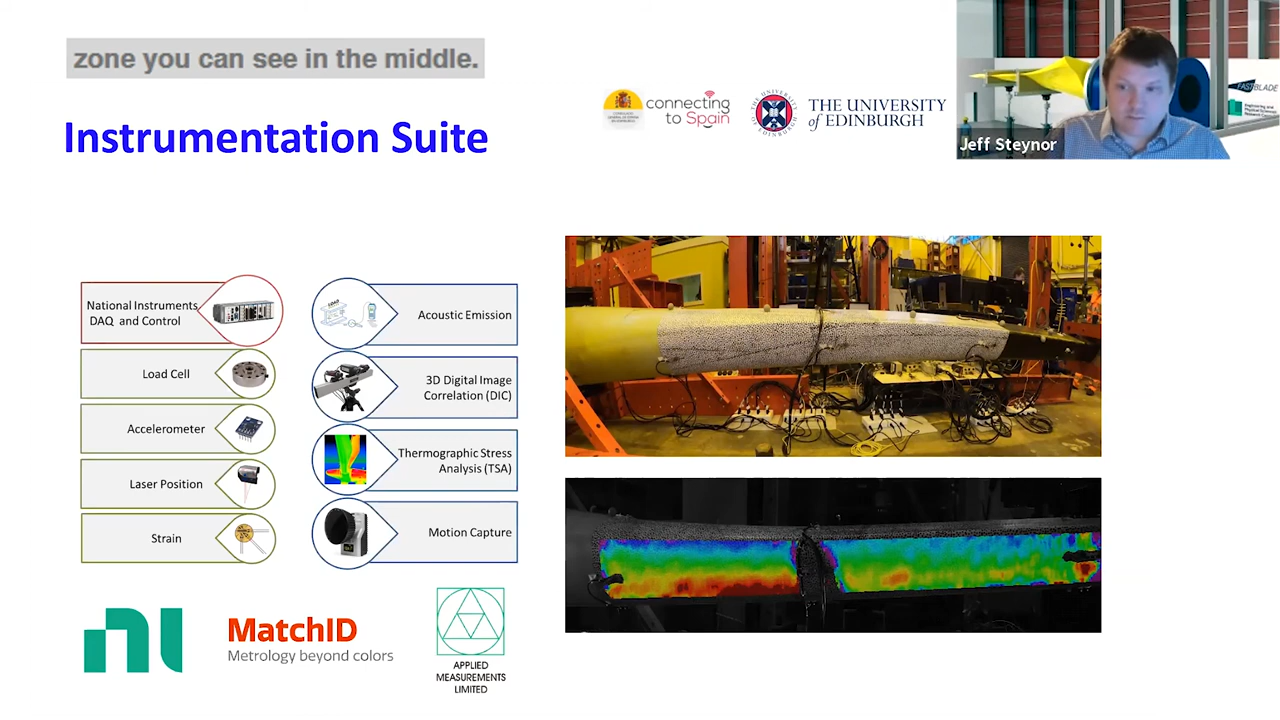 zone you can see in the middle.
Instrumentation Suite
connecting
to Spain
THE UNIVERSITY
of EDINBURGH
FASTBLADE
Jeff Steynor
National Instruments
DAQ and Control
Load Cell
Accelerometer
Laser Position
Strain
Acoustic Emission
3D Digital Image
Correlation (DIC)
Thermographic Stress
Analysis (TSA)
Motion Capture
MatchID
Metrology beyond colors
APPLIED
MEASUREMENTS
LIMITED